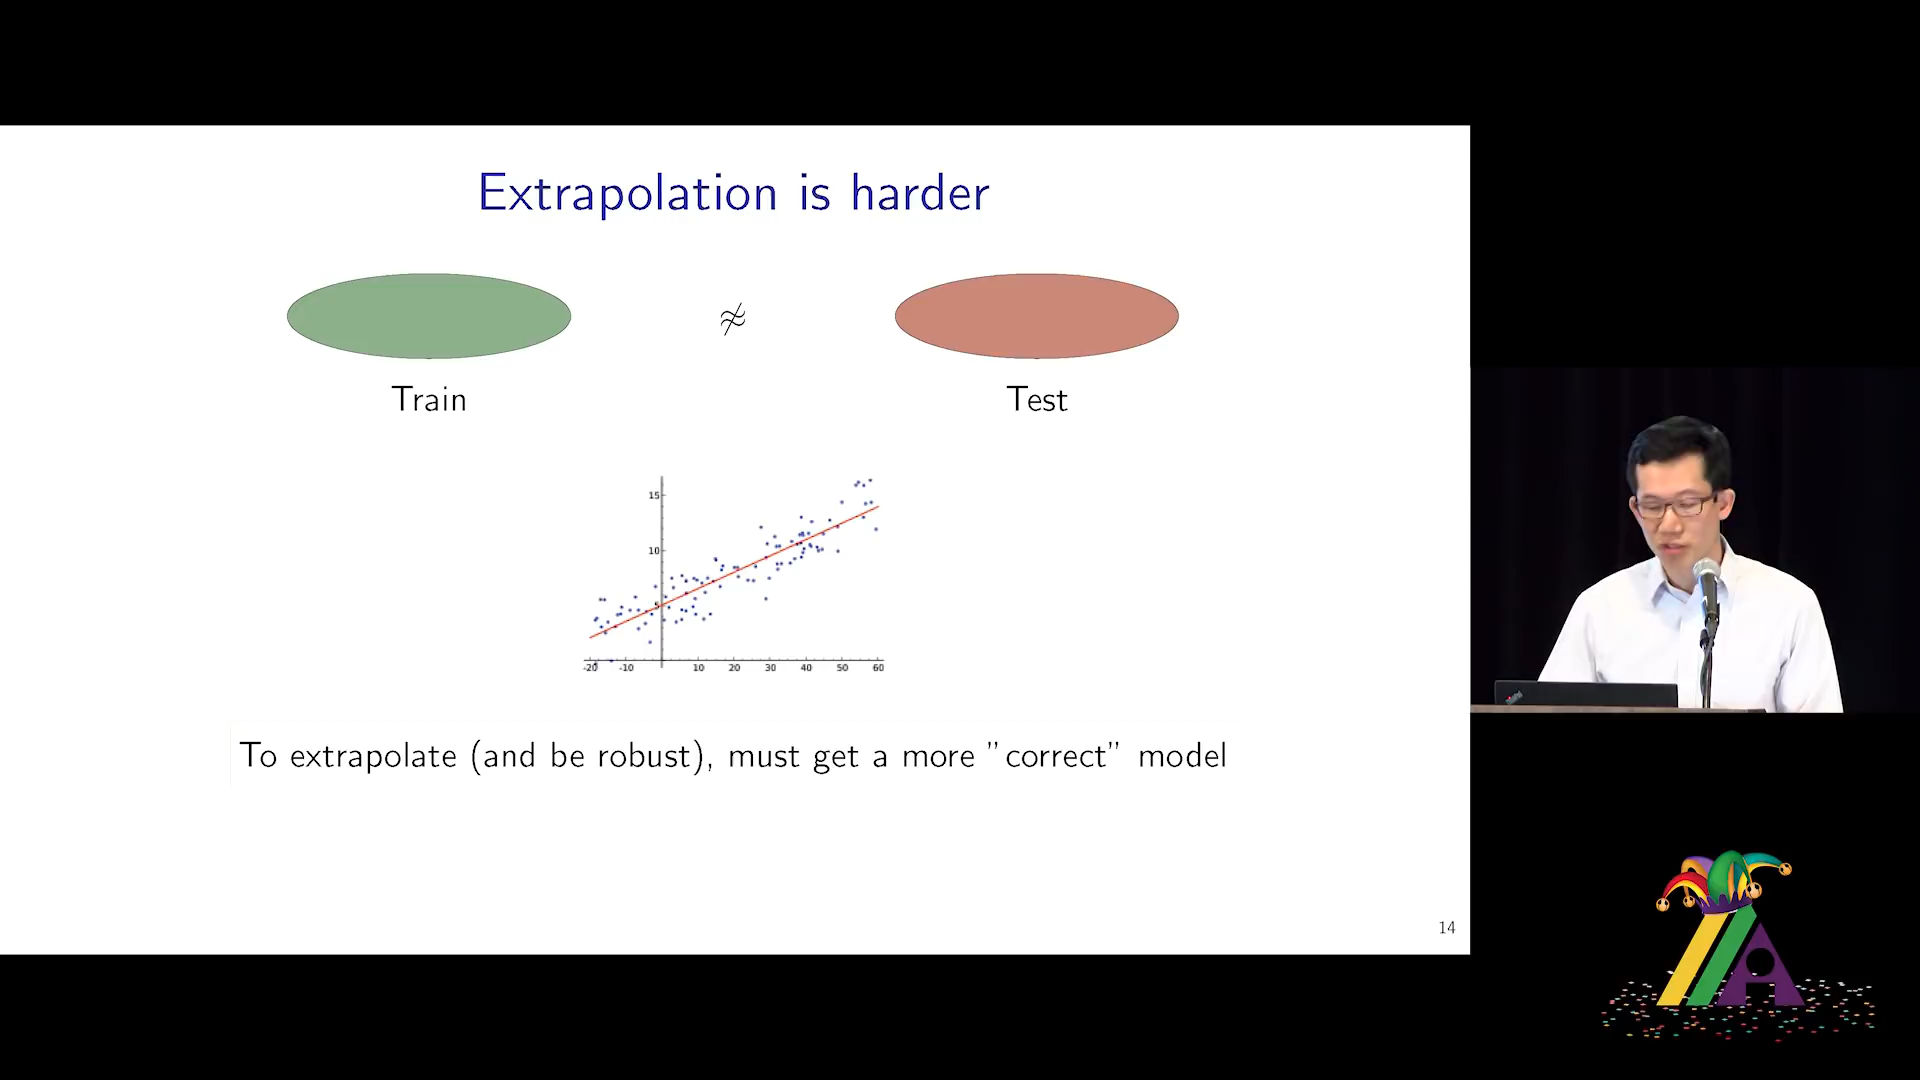 Extrapolation is harder
≉
Train
Test
15
10
5
-20 -10 10 20 30 40 50 60
To extrapolate (and be robust), must get a more "correct" model
14